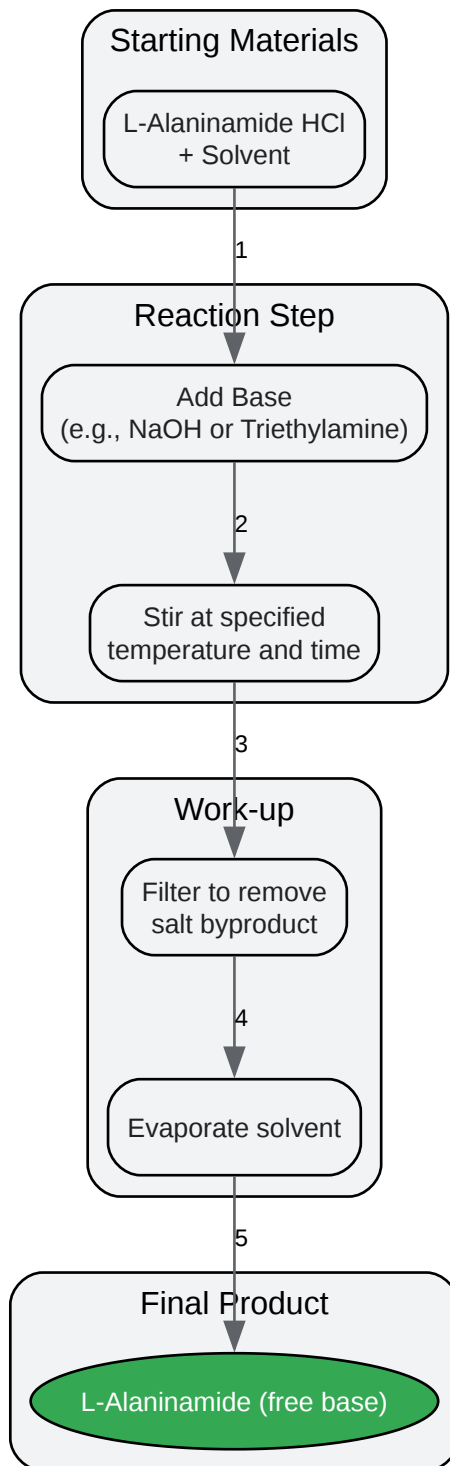 Starting Materials
L-Alaninamide HCl
+ Solvent
1
Reaction Step
Add Base
(e.g., NaOH or Triethylamine)
2
Stir at specified
temperature and time
3
Work-up
Filter to remove
salt byproduct
4
Evaporate solvent
5
Final Product
L-Alaninamide (free base)